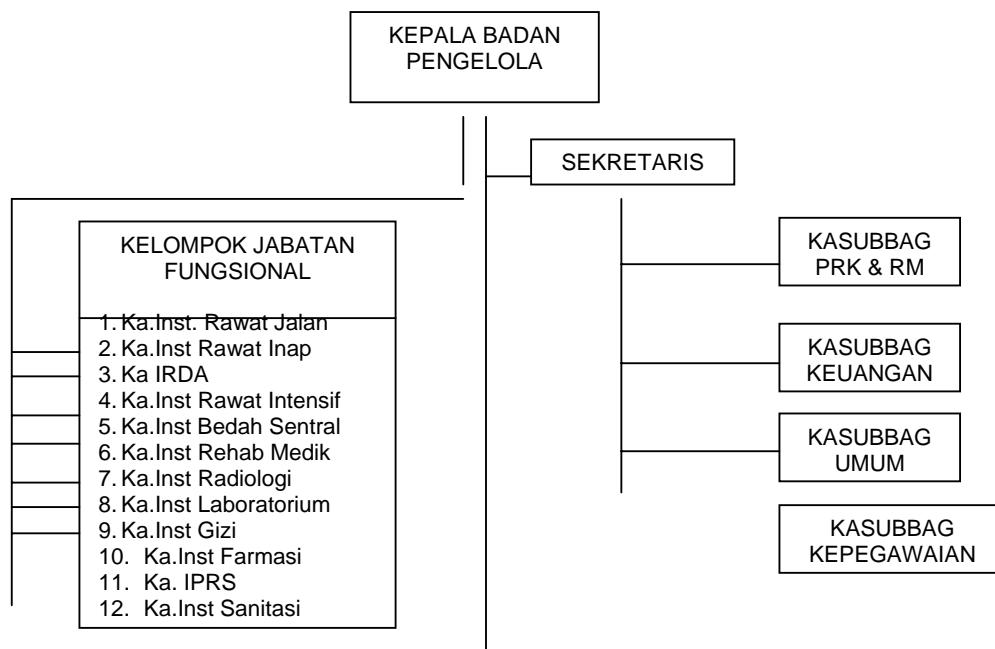 KEPALA BADAN
PENGELOLA
SEKRETARIS
KELOMPOK JABATAN
FUNGSIONAL
1. Ka.Inst. Rawat Jalan
2. Ka.Inst Rawat Inap
3. Ka IRDA
4. Ka.Inst Rawat Intensif
5. Ka.Inst Bedah Sentral
6. Ka.Inst Rehab Medik
7. Ka.Inst Radiologi
8. Ka.Inst Laboratorium
9. Ka.Inst Gizi
10. Ka.Inst Farmasi
11. Ka. IPRS
12. Ka.Inst Sanitasi
KASUBBAG
PRK & RM
KASUBBAG
KEUANGAN
KASUBBAG
UMUM
KASUBBAG
KEPEGAWAIAN